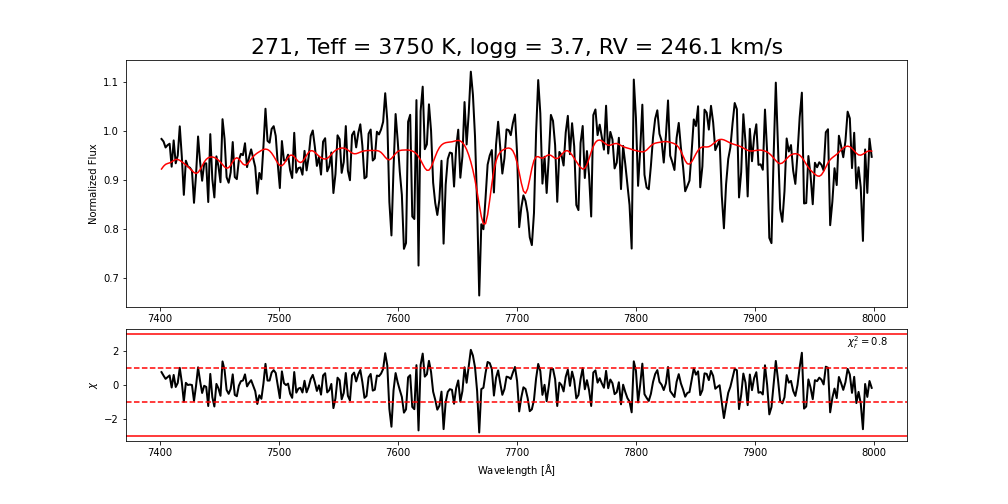 271, Teff = 3750 K, logg = 3.7, RV = 246.1 km/s
1.1
1.0
0.9
0.8
0.7
Normalized Flux
7400 7500 7600 7700 7800 7900 8000
χ²ᵣ = 0.8
2
0
−2
χ
7400 7500 7600 7700 7800 7900 8000
Wavelength [Å]